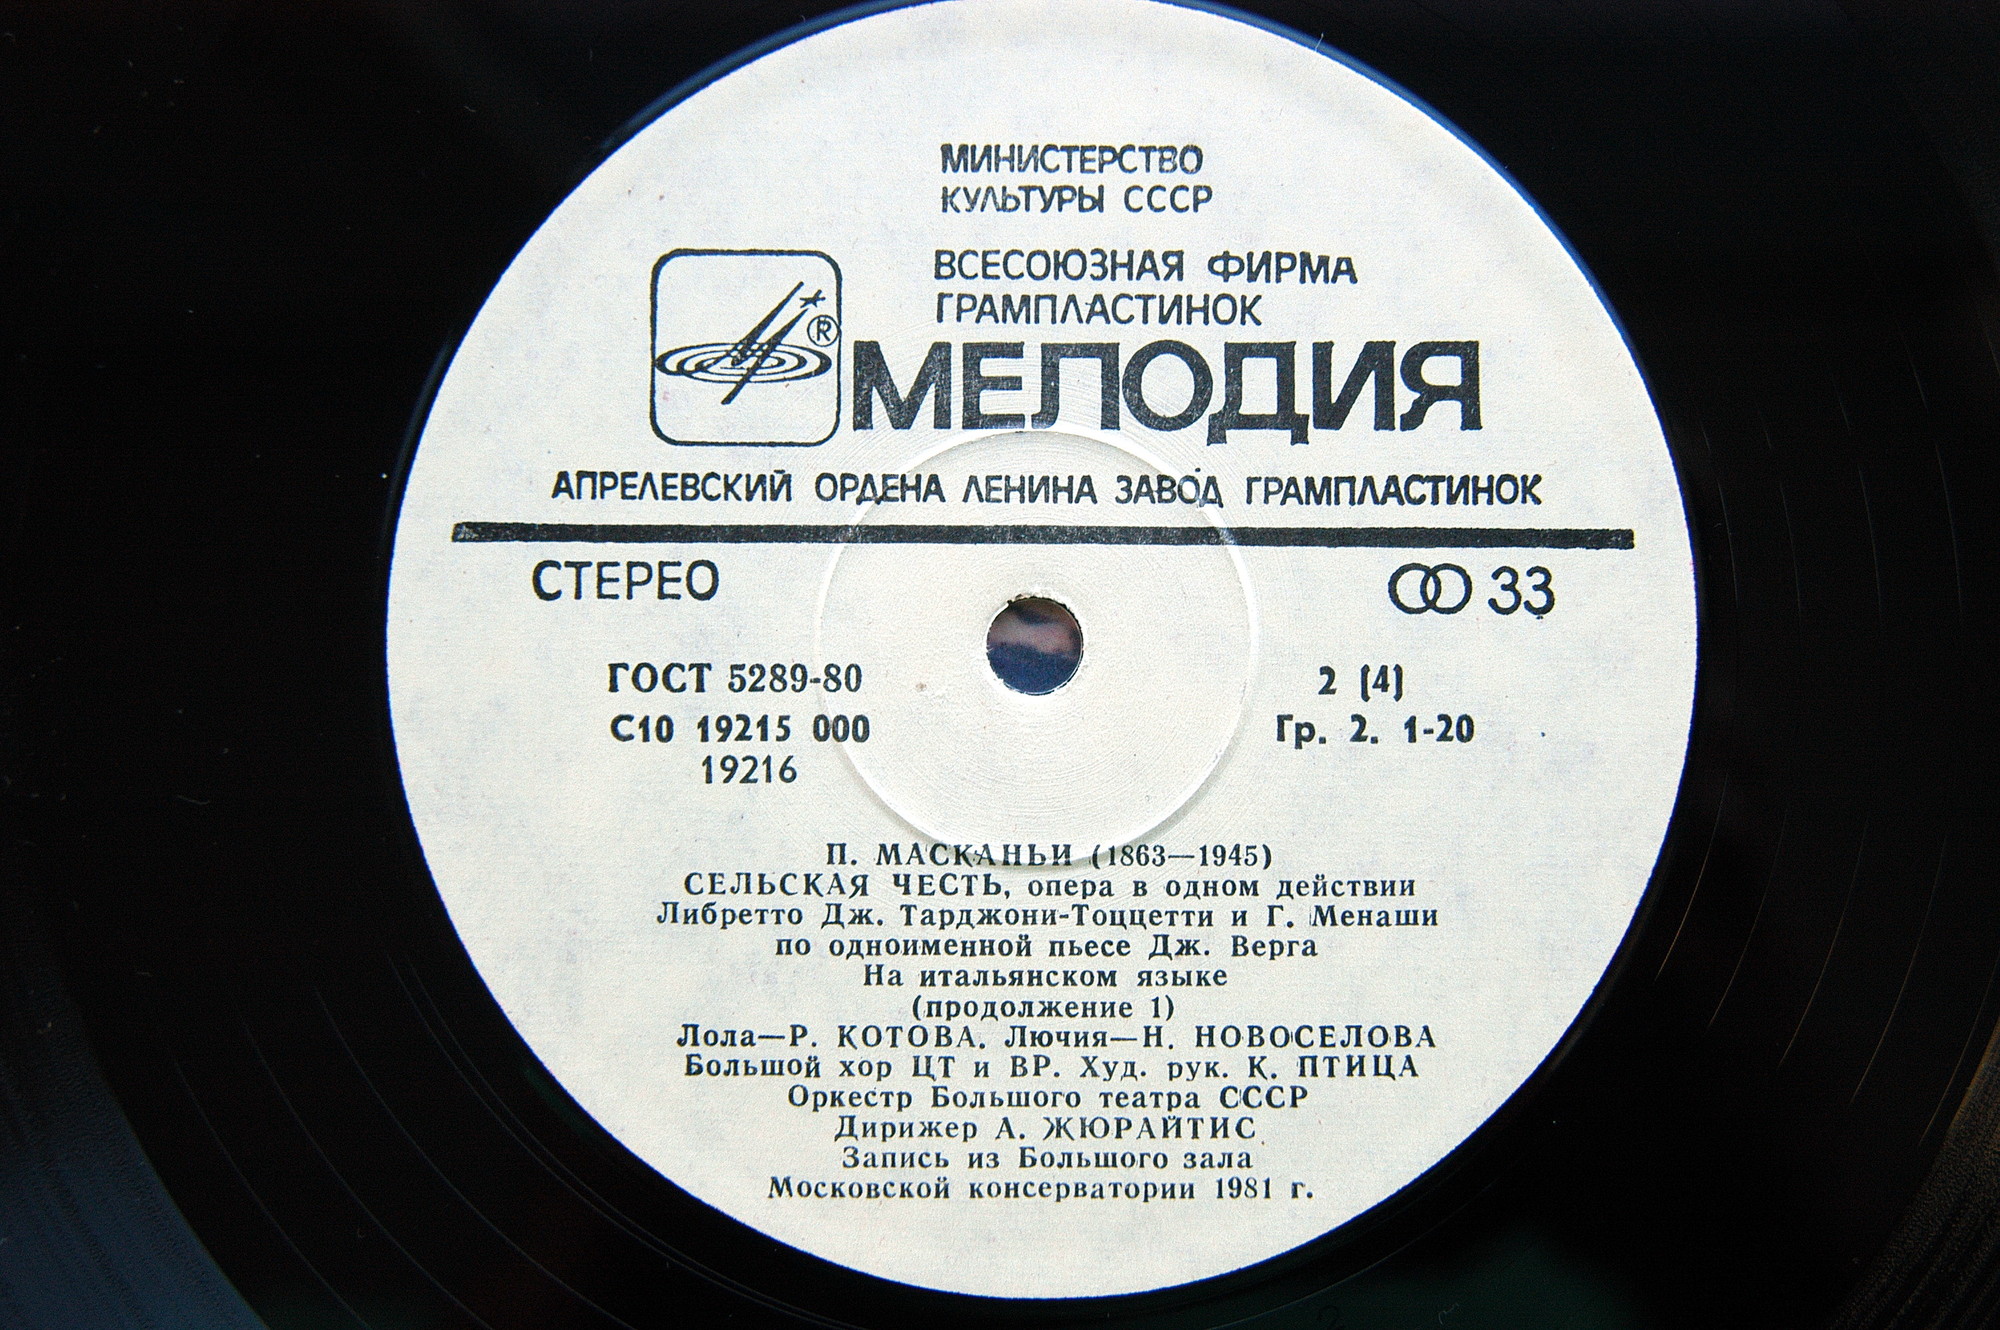 МИНИСТЕРСТВО
КУЛЬТУРЫ СССР
ВСЕСОЮЗНАЯ ФИРМА
ГРАМПЛАСТИНОК
®
МЕЛОДИЯ
АПРЕЛЕВСКИЙ ОРДЕНА ЛЕНИНА ЗАВОД ГРАМПЛАСТИНОК
СТЕРЕО 33
ГОСТ 5289-80 2 (4)
С10 19215 000 Гр. 2. 1-20
19216
П. МАСКАНЬИ (1863—1945)
СЕЛЬСКАЯ ЧЕСТЬ, опера в одном действии
Либретто Дж. Тарджони-Тоццетти и Г. Менаши
по одноименной пьесе Дж. Верга
На итальянском языке
(продолжение 1)
Лола—Р. КОТОВА. Лючия—Н. НОВОСЕЛОВА
Большой хор ЦТ и ВР. Худ. рук. К. ПТИЦА
Оркестр Большого театра СССР
Дирижер А. ЖЮРАЙТИС
Запись из Большого зала
Московской консерватории 1981 г.